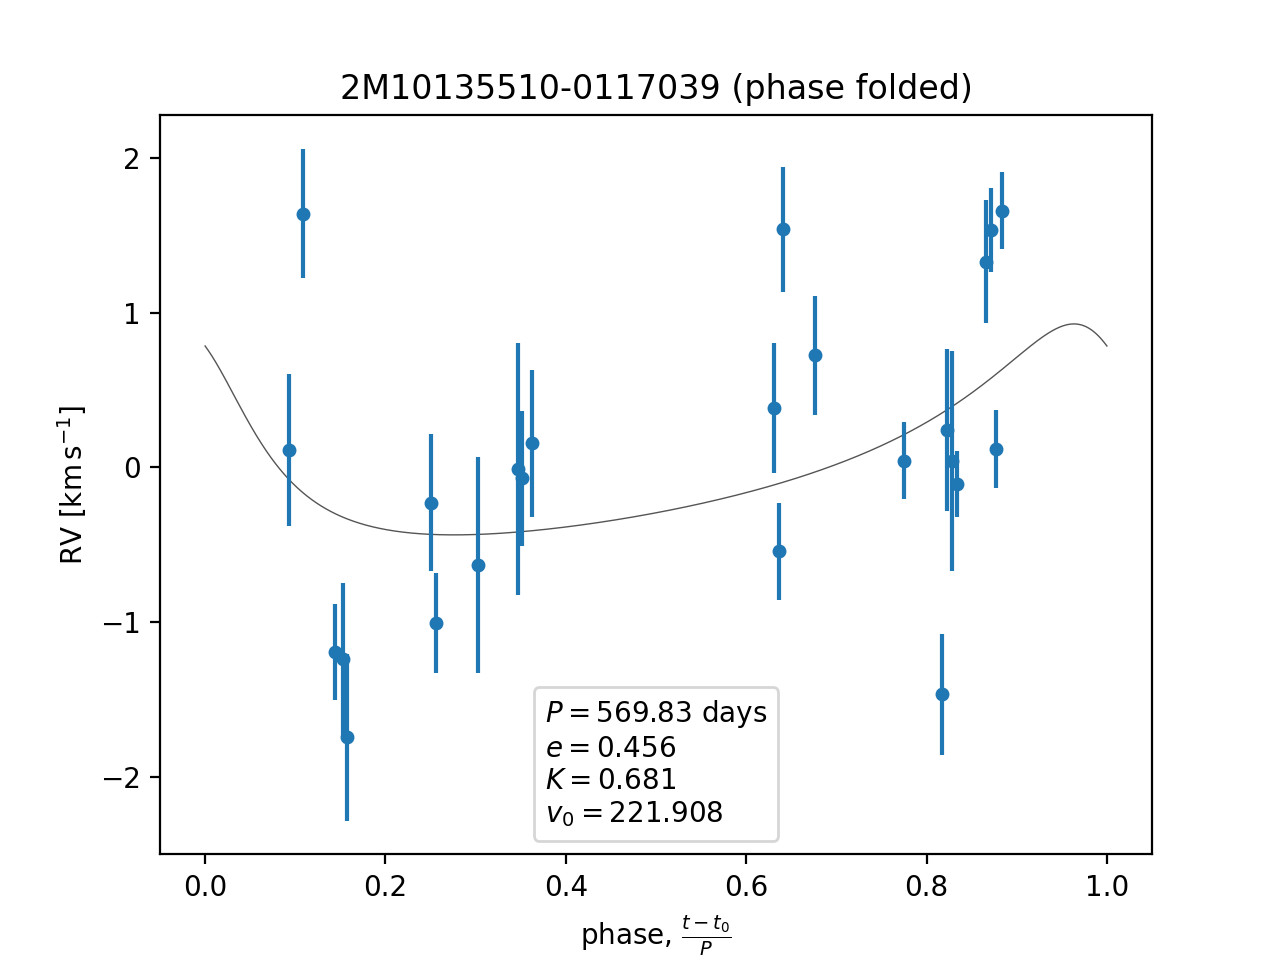 2M10135510-0117039 (phase folded)
RV [km s⁻¹]
2
1
0
−1
−2
P = 569.83 days
e = 0.456
K = 0.681
v₀ = 221.908
0.0 0.2 0.4 0.6 0.8 1.0
phase, (t − t₀)/P